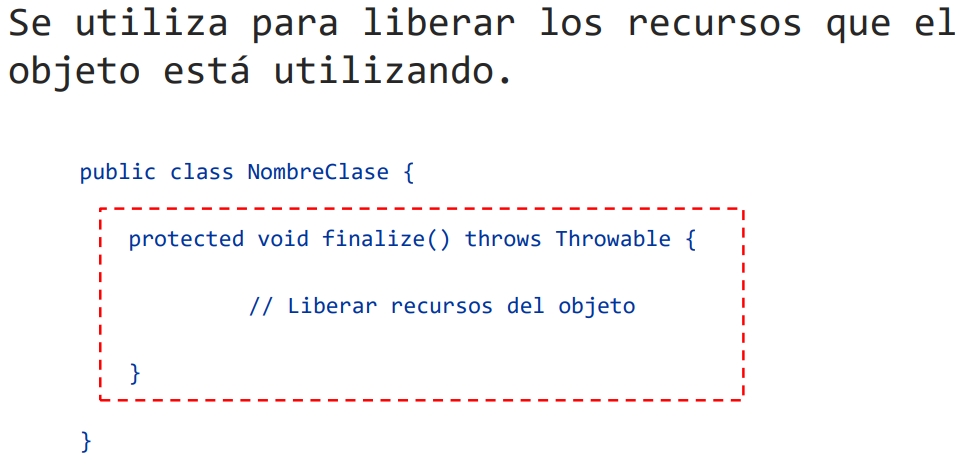 Se utiliza para liberar los recursos que el
objeto está utilizando.
public class NombreClase {
protected void finalize() throws Throwable {
// Liberar recursos del objeto
}
}